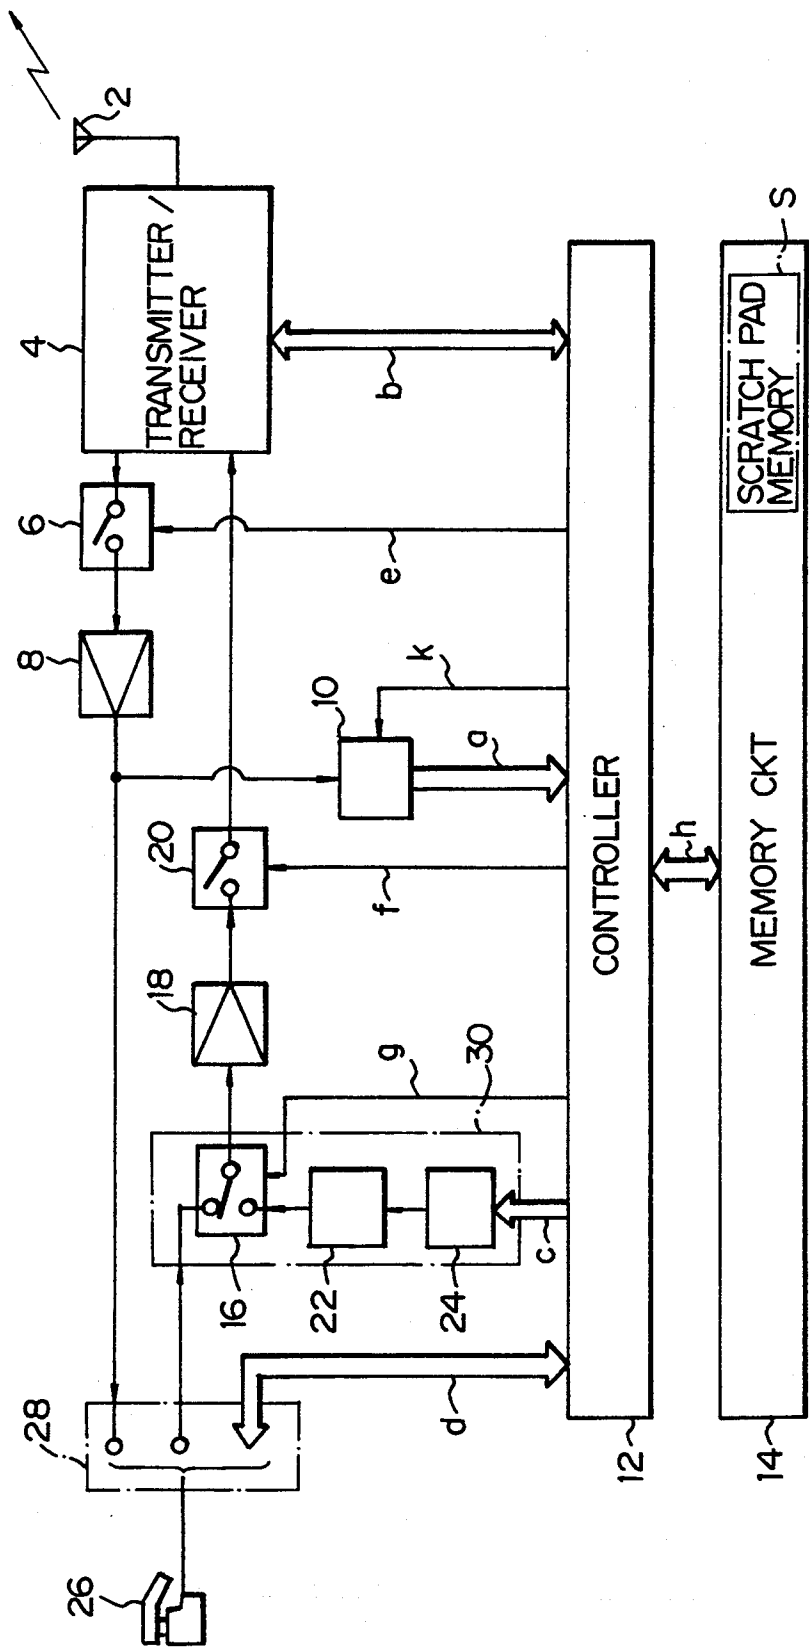 26
28
2
4
TRANSMITTER /
RECEIVER
6
8
10
20
18
16
22
24
30
a
b
c
d
e
f
g
h
k
12
CONTROLLER
14
MEMORY CKT
SCRATCH PAD
MEMORY
S